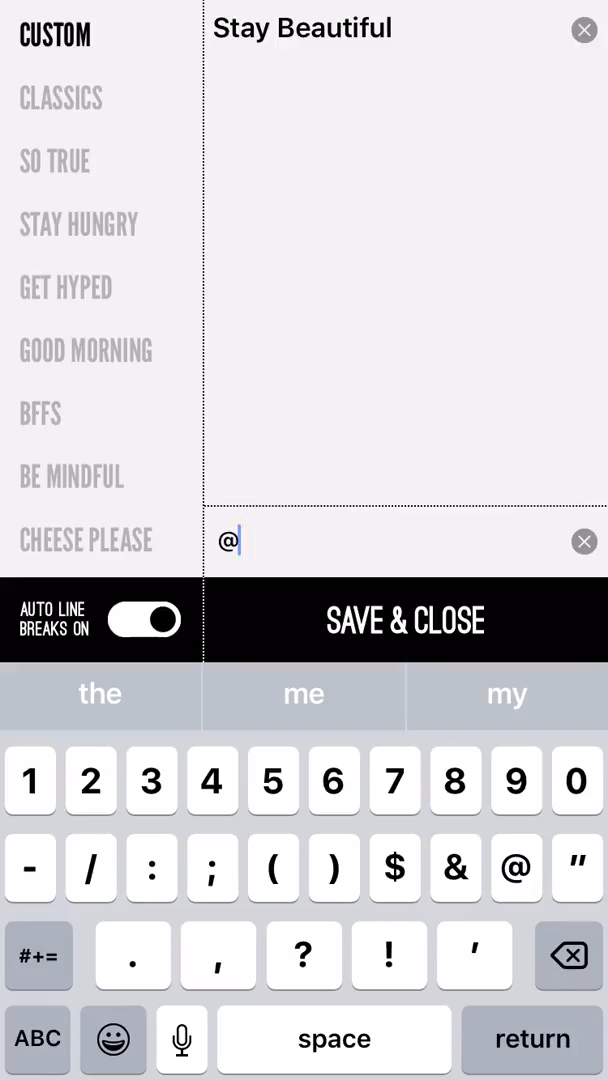 CUSTOM
Stay Beautiful
CLASSICS
SO TRUE
STAY HUNGRY
GET HYPED
GOOD MORNING
BFFS
BE MINDFUL
CHEESE PLEASE
@
AUTO LINE
BREAKS ON
SAVE & CLOSE
the me my
1 2 3 4 5 6 7 8 9 0
- / : ; ( ) $ & @ "
#+= . , ? ! '
ABC space return